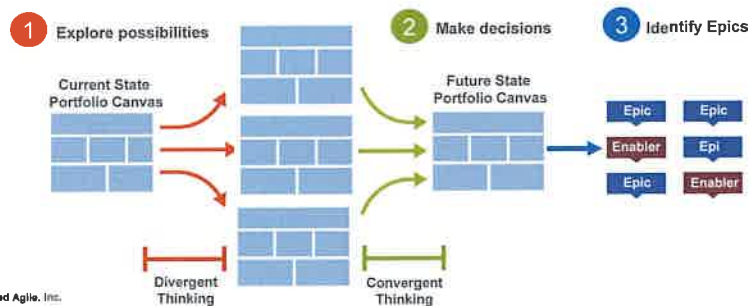 1 Explore possibilities
2 Make decisions
3 Identify Epics
Current State
Portfolio Canvas
Future State
Portfolio Canvas
Epic Epic
Enabler Epi
Epic Enabler
Divergent
Thinking
Convergent
Thinking
ed Agile, Inc.